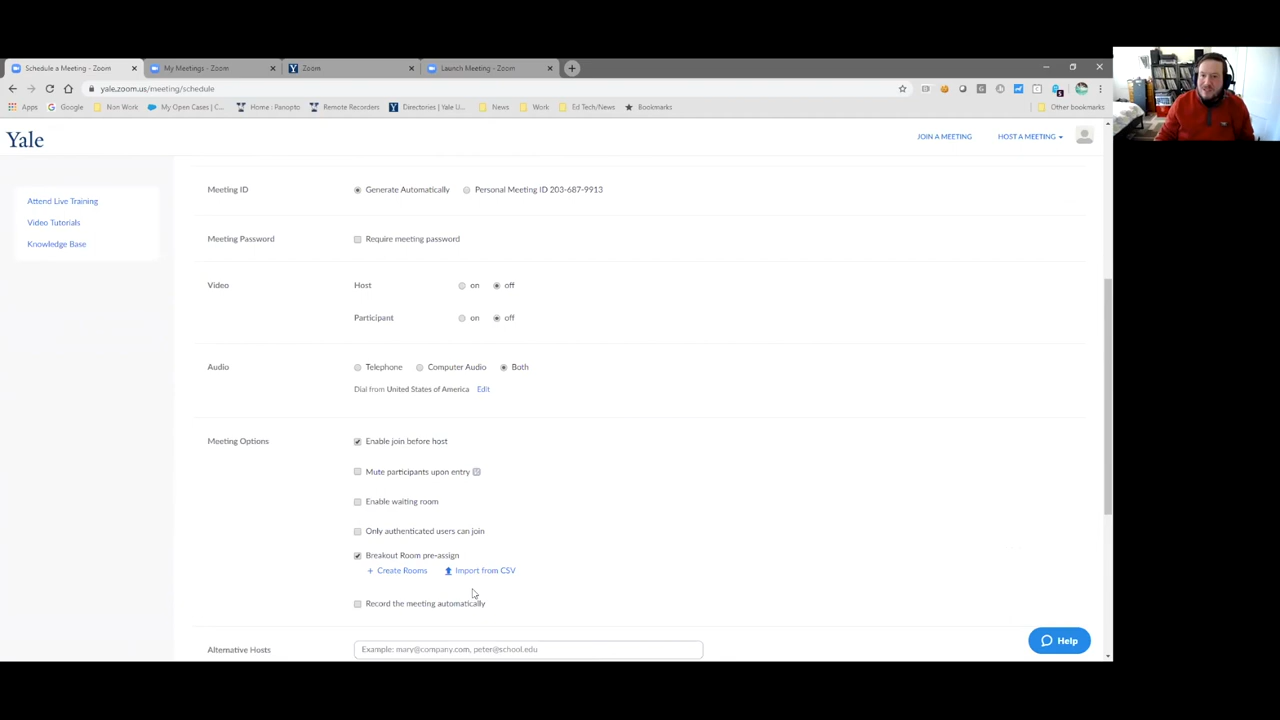 Schedule a Meeting - Zoom
My Meetings - Zoom
Zoom
Launch Meeting - Zoom
yale.zoom.us/meeting/schedule
Apps Google Non Work My Open Cases | C... Home : Panopto Remote Recorders Directories | Yale U... News Work Ed Tech/News Bookmarks Other bookmarks
Yale
JOIN A MEETING HOST A MEETING
Attend Live Training
Video Tutorials
Knowledge Base
Meeting ID Generate Automatically Personal Meeting ID 203-687-9913
Meeting Password Require meeting password
Video Host on off
Participant on off
Audio Telephone Computer Audio Both
Dial from United States of America Edit
Meeting Options Enable join before host
Mute participants upon entry
Enable waiting room
Only authenticated users can join
Breakout Room pre-assign
+ Create Rooms Import from CSV
Record the meeting automatically
Alternative Hosts Example: mary@company.com, peter@school.edu
Help